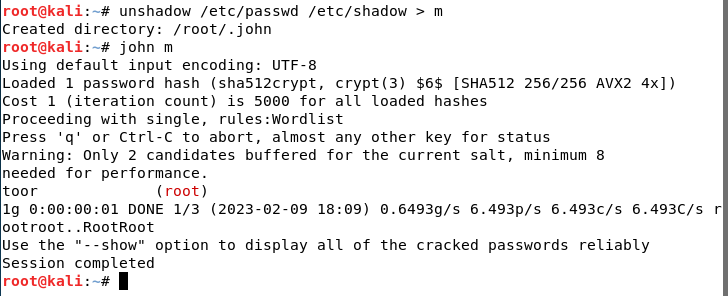 root@kali:~# unshadow /etc/passwd /etc/shadow > m
Created directory: /root/.john
root@kali:~# john m
Using default input encoding: UTF-8
Loaded 1 password hash (sha512crypt, crypt(3) $6$ [SHA512 256/256 AVX2 4x])
Cost 1 (iteration count) is 5000 for all loaded hashes
Proceeding with single, rules:Wordlist
Press 'q' or Ctrl-C to abort, almost any other key for status
Warning: Only 2 candidates buffered for the current salt, minimum 8
needed for performance.
toor             (root)
1g 0:00:00:01 DONE 1/3 (2023-02-09 18:09) 0.6493g/s 6.493p/s 6.493c/s 6.493C/s r
ootroot..RootRoot
Use the "--show" option to display all of the cracked passwords reliably
Session completed
root@kali:~#